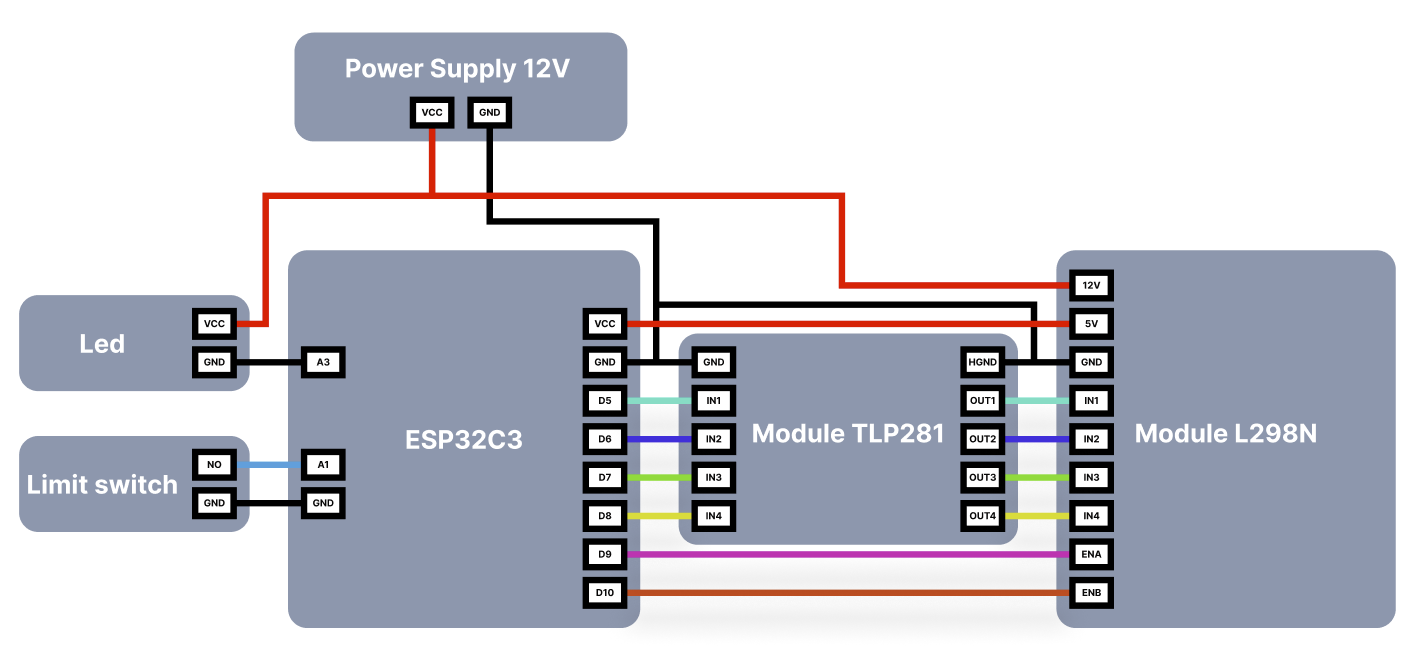 Power Supply 12V
VCC GND
Led
VCC
GND
Limit switch
NO
GND
ESP32C3
A3
A1
GND
VCC
GND
D5
D6
D7
D8
D9
D10
Module TLP281
GND
IN1
IN2
IN3
IN4
HGND
OUT1
OUT2
OUT3
OUT4
Module L298N
12V
5V
GND
IN1
IN2
IN3
IN4
ENA
ENB